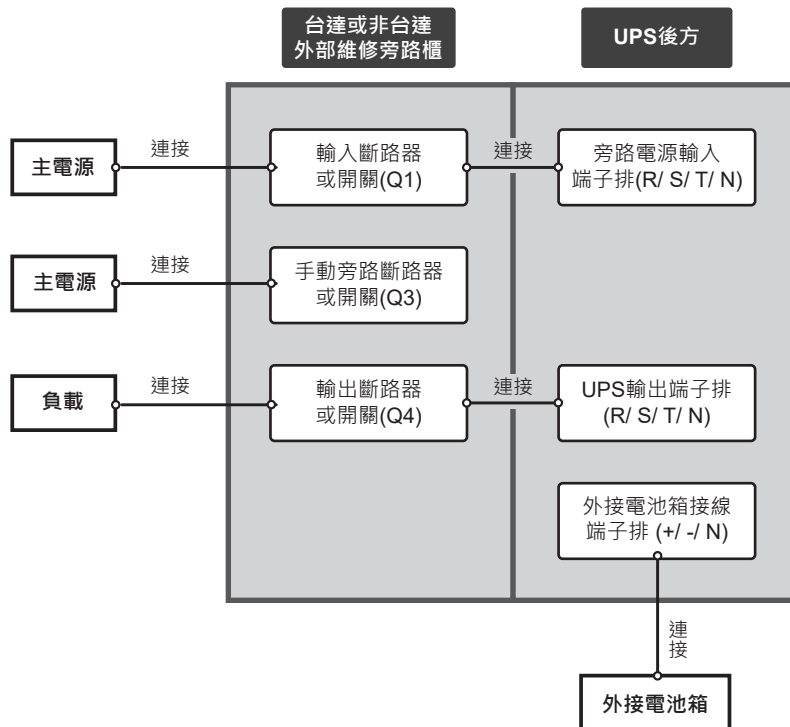 台達或非台達
外部維修旁路櫃
UPS後方
主電源
連接
輸入斷路器
或開關(Q1)
連接
旁路電源輸入
端子排(R/ S/ T/ N)
主電源
連接
手動旁路斷路器
或開關(Q3)
負載
連接
輸出斷路器
或開關(Q4)
連接
UPS輸出端子排
(R/ S/ T/ N)
外接電池箱接線
端子排 (+/ -/ N)
連
接
外接電池箱